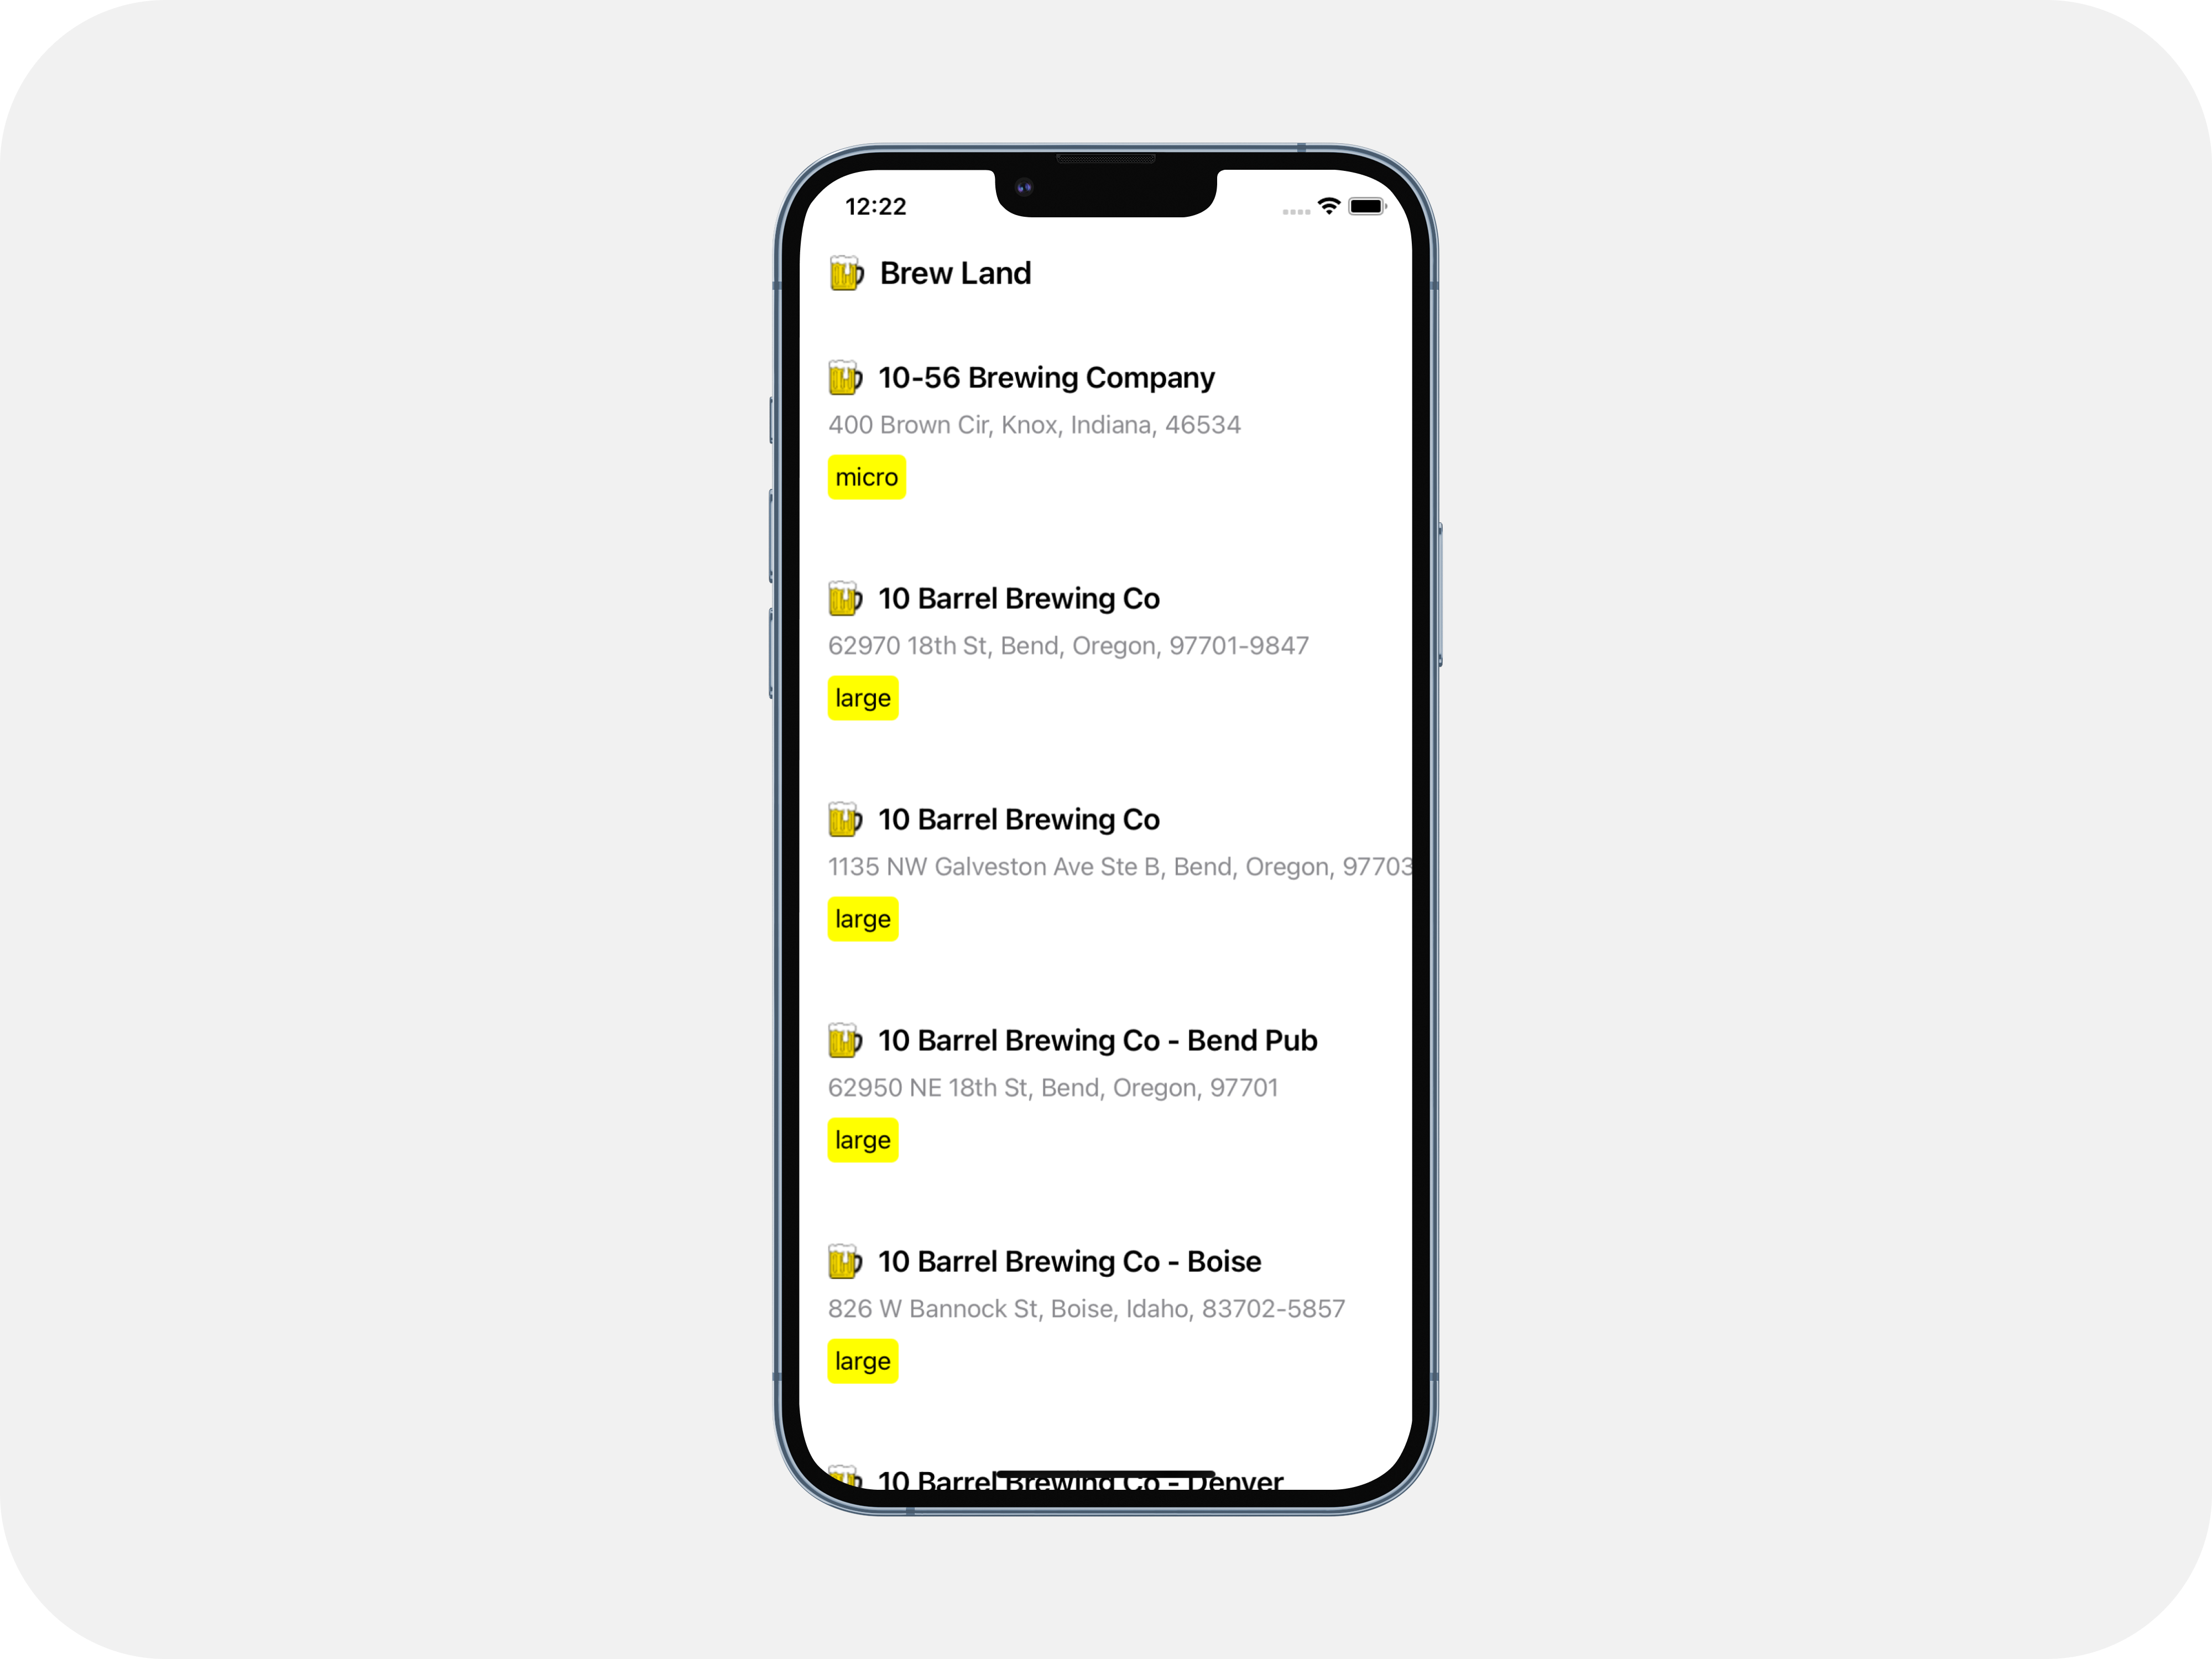 12:22
Brew Land
10-56 Brewing Company
400 Brown Cir, Knox, Indiana, 46534
micro
10 Barrel Brewing Co
62970 18th St, Bend, Oregon, 97701-9847
large
10 Barrel Brewing Co
1135 NW Galveston Ave Ste B, Bend, Oregon, 97703
large
10 Barrel Brewing Co - Bend Pub
62950 NE 18th St, Bend, Oregon, 97701
large
10 Barrel Brewing Co - Boise
826 W Bannock St, Boise, Idaho, 83702-5857
large
10 Barrel Brewing Co - Denver